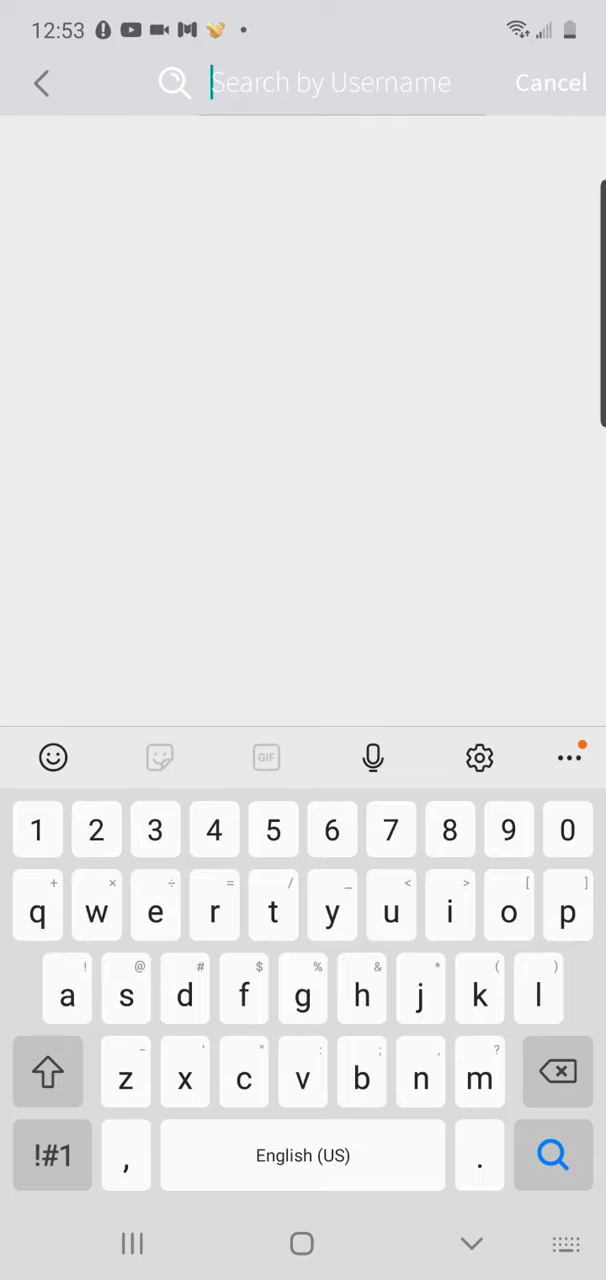 12:53
Search by Username Cancel
GIF
1 2 3 4 5 6 7 8 9 0
+ × ÷ = / _ < > [ ]
q w e r t y u i o p
! @ # $ % & * ( )
a s d f g h j k l
- ' " : ; , ?
z x c v b n m
!#1 , English (US) .